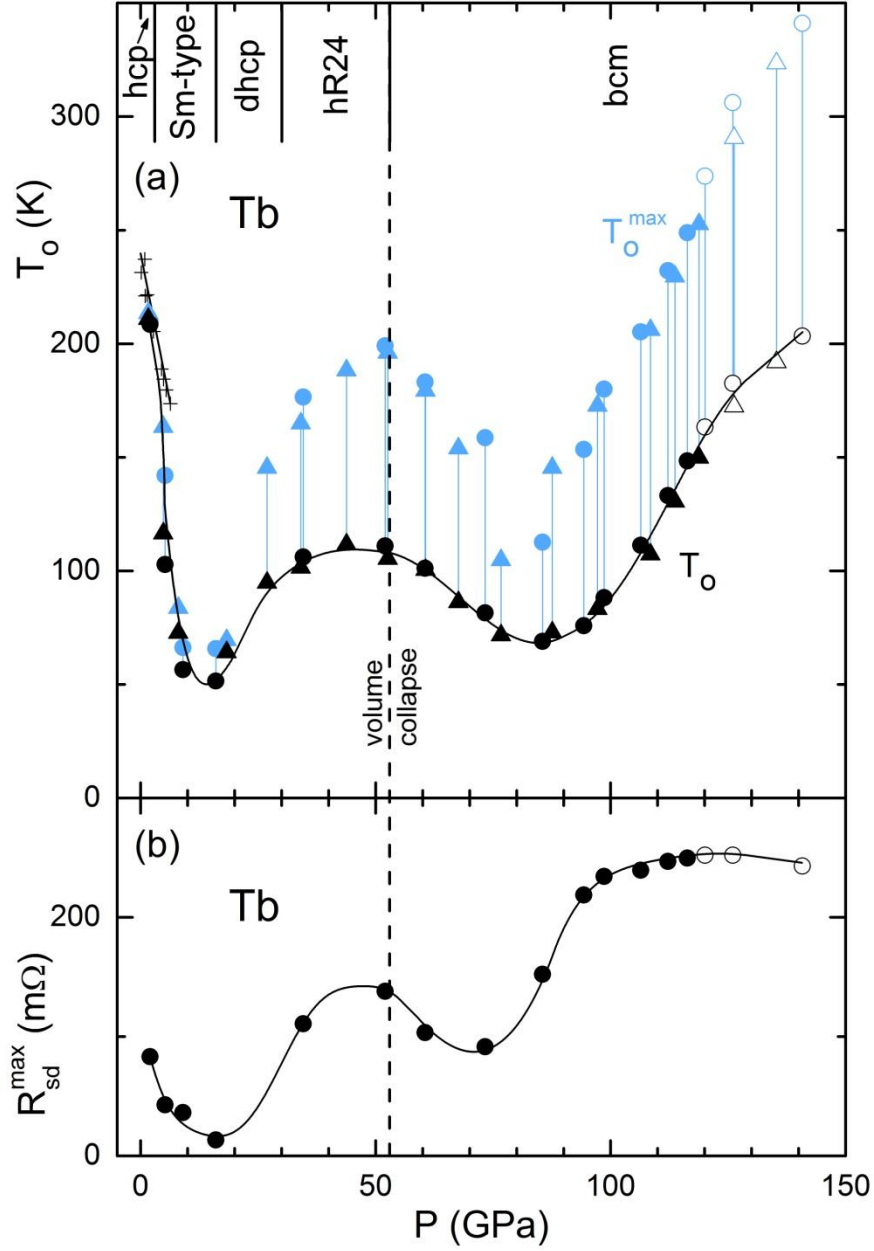 hcp
Sm-type
dhcp
hR24
bcm
(a)
Tb
T_o^max
T_o
volume
collapse
T_o (K)
300
200
100
0
(b)
Tb
R_sd^max (mΩ)
200
0
0
50
100
150
P (GPa)